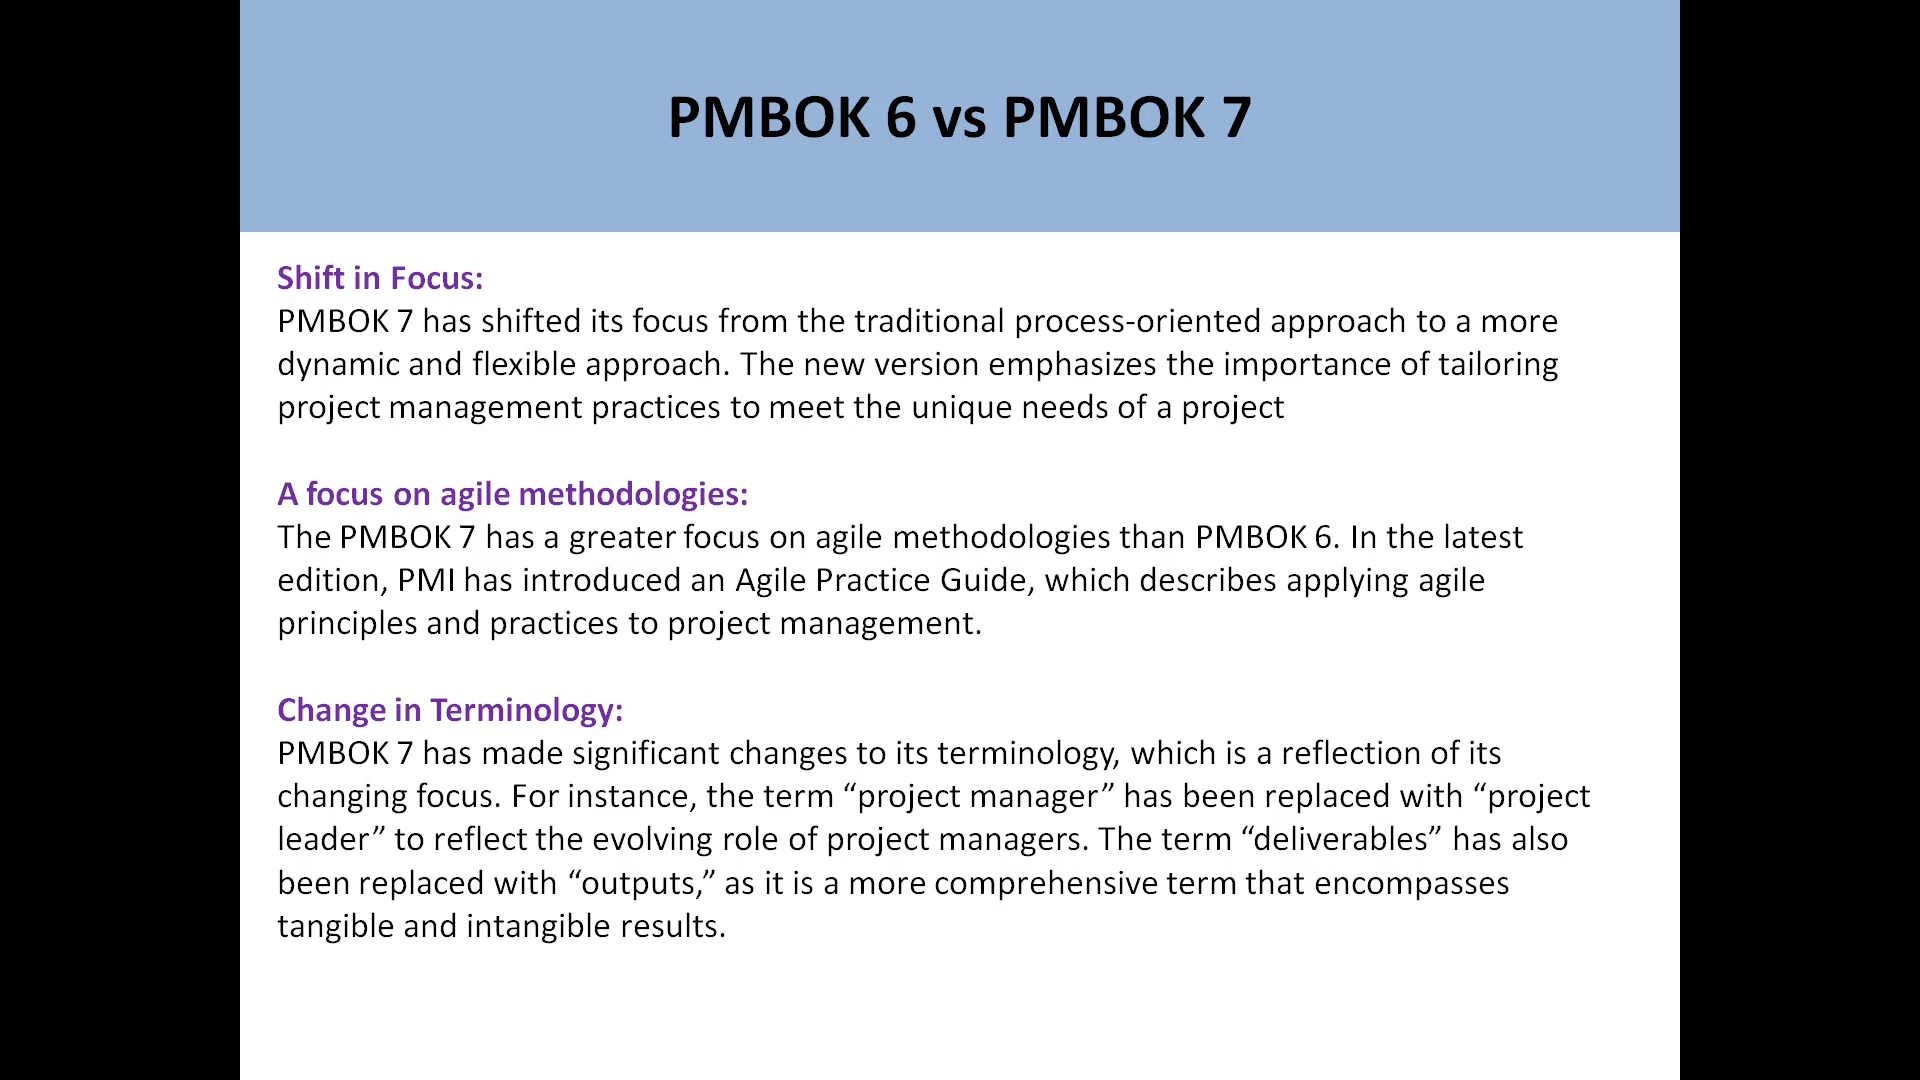 PMBOK 6 vs PMBOK 7
Shift in Focus:
PMBOK 7 has shifted its focus from the traditional process-oriented approach to a more
dynamic and flexible approach. The new version emphasizes the importance of tailoring
project management practices to meet the unique needs of a project
A focus on agile methodologies:
The PMBOK 7 has a greater focus on agile methodologies than PMBOK 6. In the latest
edition, PMI has introduced an Agile Practice Guide, which describes applying agile
principles and practices to project management.
Change in Terminology:
PMBOK 7 has made significant changes to its terminology, which is a reflection of its
changing focus. For instance, the term “project manager” has been replaced with “project
leader” to reflect the evolving role of project managers. The term “deliverables” has also
been replaced with “outputs,” as it is a more comprehensive term that encompasses
tangible and intangible results.